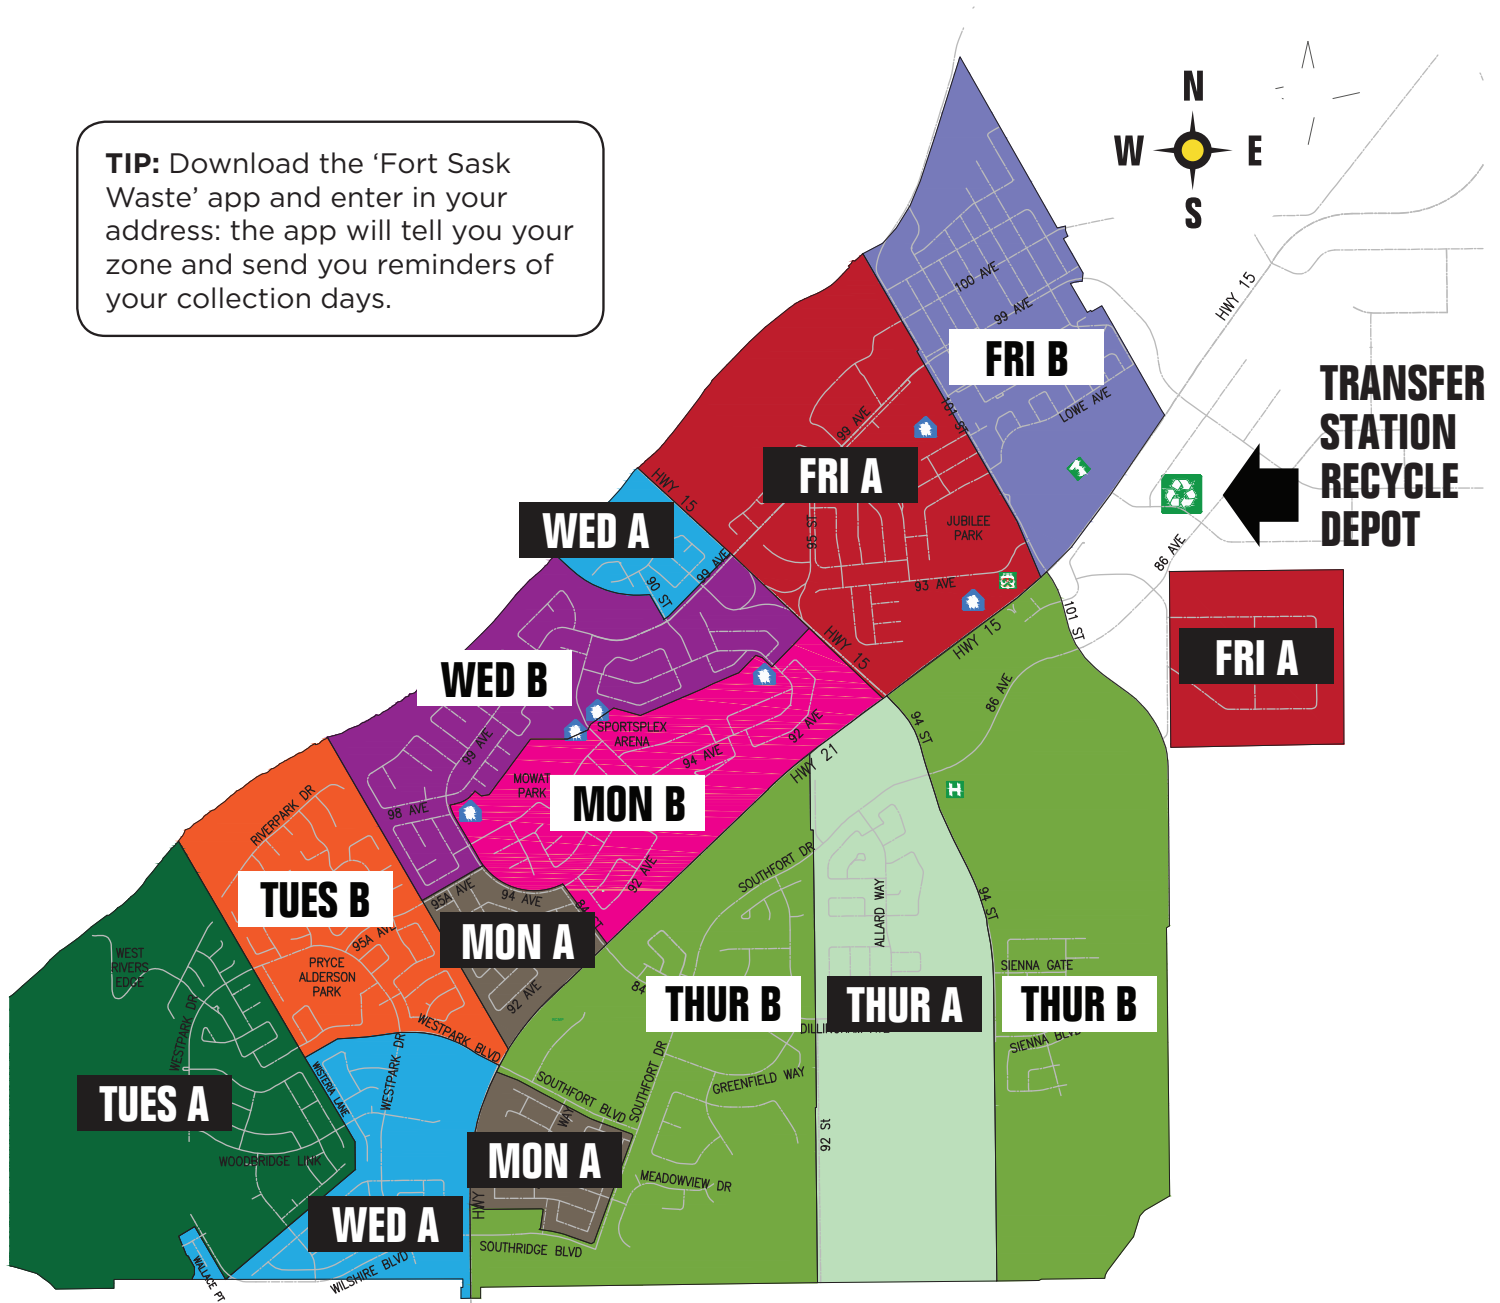 TIP: Download the ‘Fort Sask
Waste’ app and enter in your
address: the app will tell you your
zone and send you reminders of
your collection days.
N
W E
S
HWY 15
100 AVE
99 AVE
FRI B
LOWE AVE
101 ST
TRANSFER
STATION
RECYCLE
DEPOT
99 AVE
FRI A
HWY 15
95 ST
JUBILEE
PARK
93 AVE
86 AVE
WED A
99 AVE
90 ST
101 ST
HWY 15
HWY 15
FRI A
WED B
86 AVE
94 ST
SPORTSPLEX
ARENA
92 AVE
94 AVE
99 AVE
HWY 21
MOWAT
PARK
MON B
98 AVE
H
RIVERPARK DR
SOUTHFORT DR
92 AVE
TUES B
95A AVE
94 AVE
ALLARD WAY
94 ST
95A AVE
MON A
WEST
RIVERS
EDGE
PRYCE
ALDERSON
PARK
SIENNA GATE
92 AVE
84
THUR B
THUR A
THUR B
WESTPARK DR
WESTPARK BLVD
SIENNA BLVD
WESTPARK DR
WISTERIA LANE
SOUTHFORT DR
GREENFIELD WAY
SOUTHFORT BLVD
TUES A
WAY
92 St
WOODBRIDGE LINK
MON A
MEADOWVIEW DR
HWY
WED A
SOUTHRIDGE BLVD
WILSHIRE BLVD
WALLACE PT